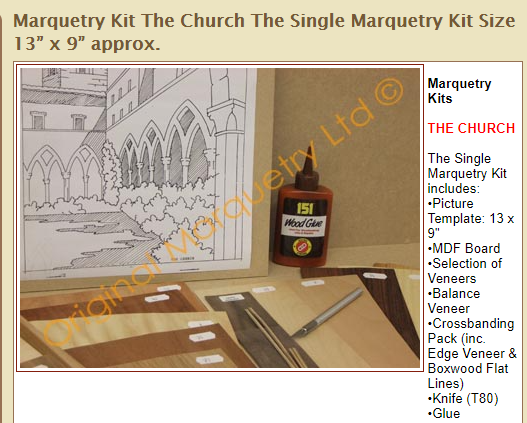 Marquetry Kit The Church The Single Marquetry Kit Size
13” x 9” approx.
Original Marquetry Ltd ©
151
Wood Glue
Marquetry
Kits
THE CHURCH
The Single
Marquetry Kit
includes:
•Picture
Template: 13 x
9"
•MDF Board
•Selection of
Veneers
•Balance
Veneer
•Crossbanding
Pack (inc.
Edge Veneer &
Boxwood Flat
Lines)
•Knife (T80)
•Glue